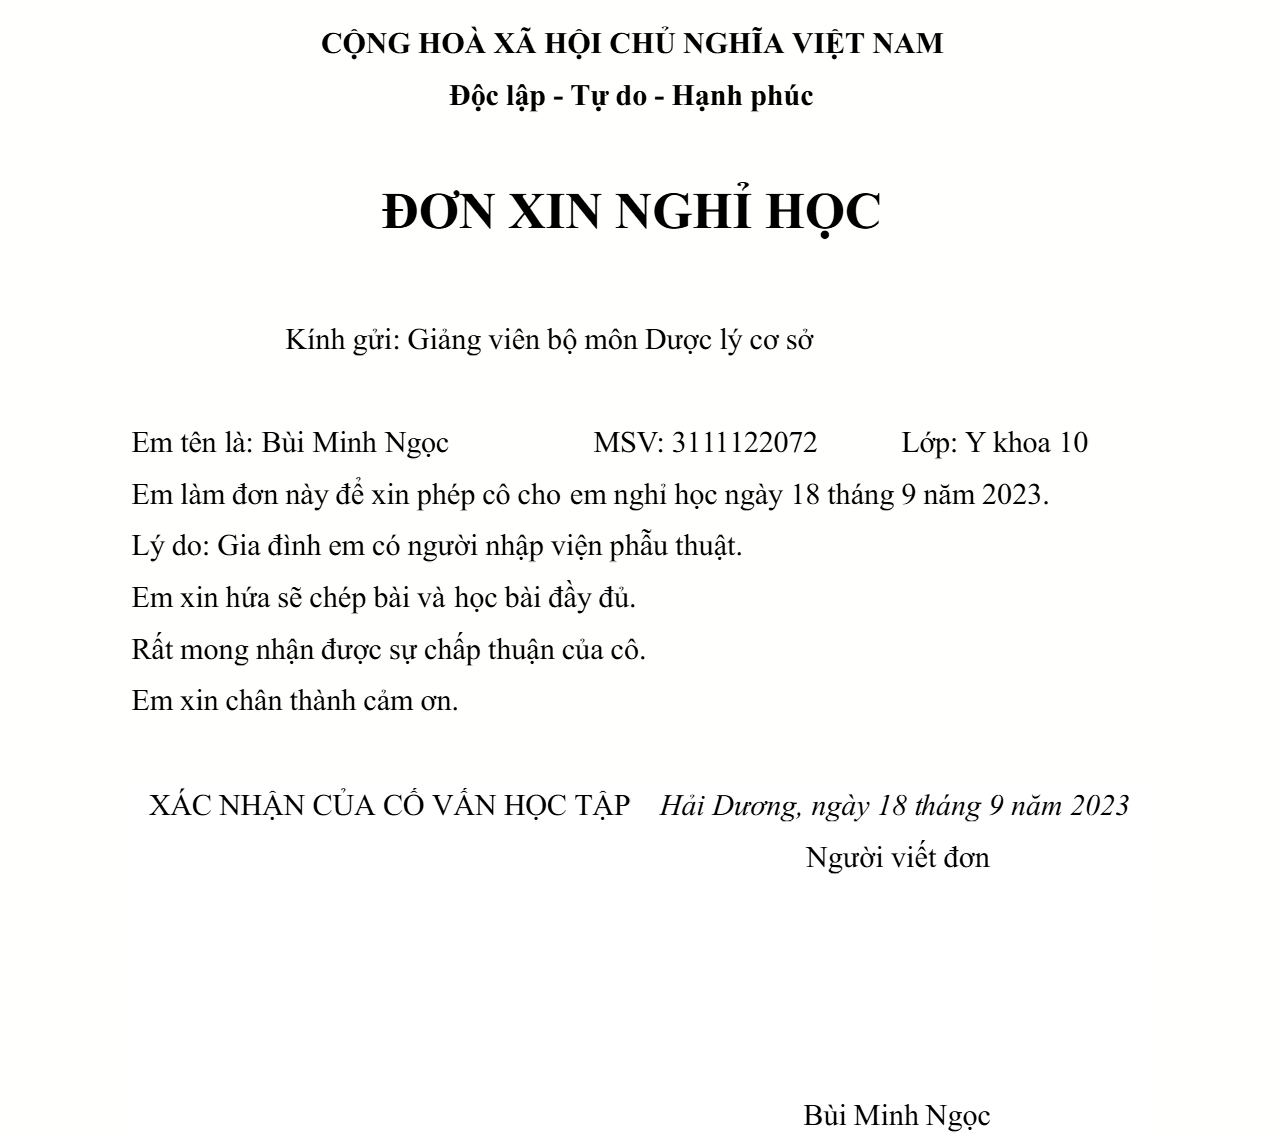 CỘNG HOÀ XÃ HỘI CHỦ NGHĨA VIỆT NAM
Độc lập - Tự do - Hạnh phúc
ĐƠN XIN NGHỈ HỌC
Kính gửi: Giảng viên bộ môn Dược lý cơ sở
Em tên là: Bùi Minh Ngọc MSV: 3111122072 Lớp: Y khoa 10
Em làm đơn này để xin phép cô cho em nghỉ học ngày 18 tháng 9 năm 2023.
Lý do: Gia đình em có người nhập viện phẫu thuật.
Em xin hứa sẽ chép bài và học bài đầy đủ.
Rất mong nhận được sự chấp thuận của cô.
Em xin chân thành cảm ơn.
XÁC NHẬN CỦA CỐ VẤN HỌC TẬP Hải Dương, ngày 18 tháng 9 năm 2023
Người viết đơn
Bùi Minh Ngọc